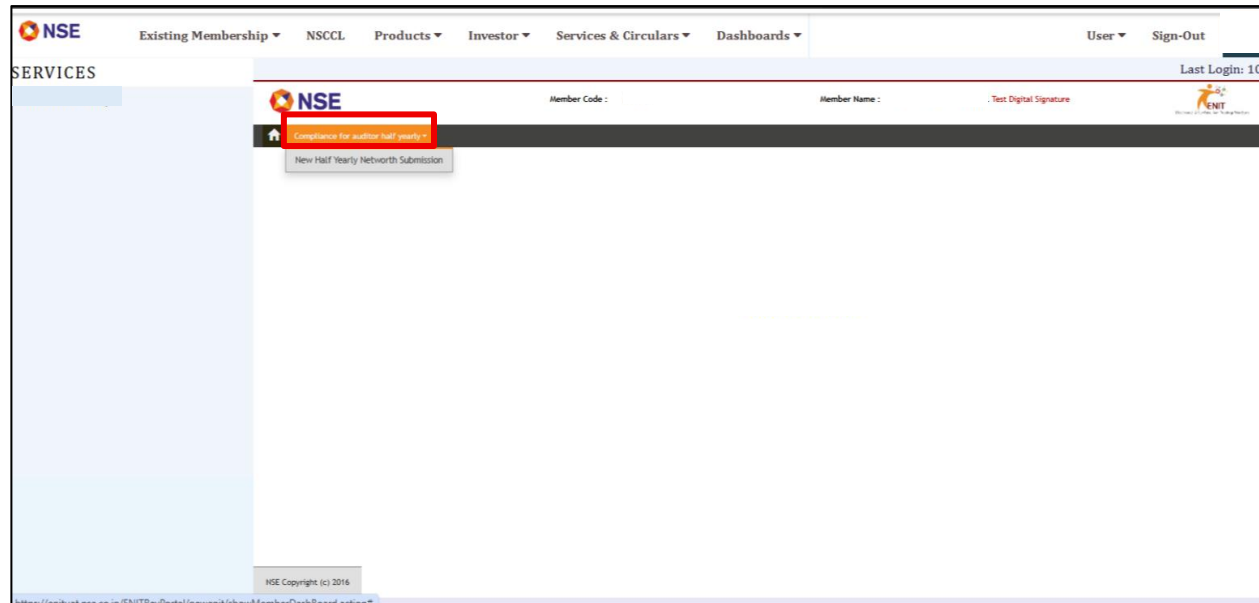 NSE Existing Membership NSCCL Products Investor Services & Circulars Dashboards User Sign-Out
SERVICES
Last Login: 10
NSE Member Code : Member Name : . Test Digital Signature ENIT
Compliance for auditor half yearly
New Half Yearly Networth Submission
NSE Copyright (c) 2016